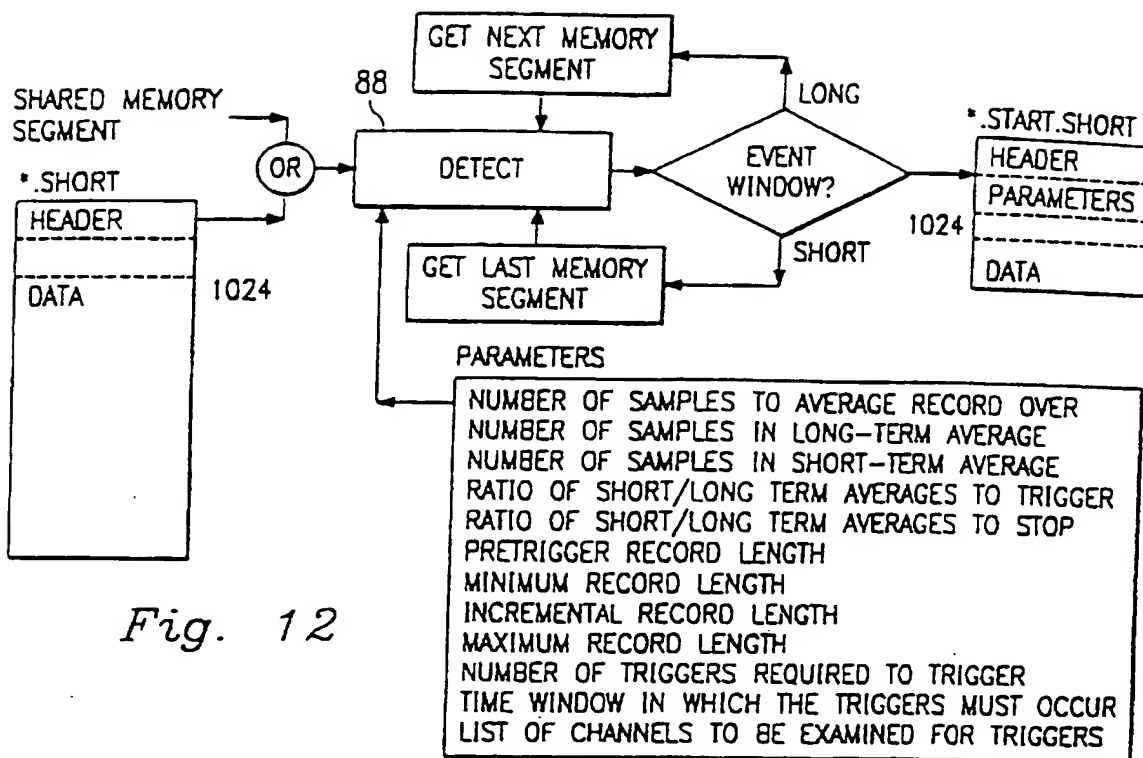 GET NEXT MEMORY
SEGMENT
88
LONG
SHARED MEMORY
SEGMENT
*.START.SHORT
OR
DETECT
EVENT
WINDOW?
HEADER
PARAMETERS
1024
DATA
*.SHORT
HEADER
DATA
1024
SHORT
GET LAST MEMORY
SEGMENT
PARAMETERS
NUMBER OF SAMPLES TO AVERAGE RECORD OVER
NUMBER OF SAMPLES IN LONG-TERM AVERAGE
NUMBER OF SAMPLES IN SHORT-TERM AVERAGE
RATIO OF SHORT/LONG TERM AVERAGES TO TRIGGER
RATIO OF SHORT/LONG TERM AVERAGES TO STOP
PRETRIGGER RECORD LENGTH
MINIMUM RECORD LENGTH
INCREMENTAL RECORD LENGTH
MAXIMUM RECORD LENGTH
NUMBER OF TRIGGERS REQUIRED TO TRIGGER
TIME WINDOW IN WHICH THE TRIGGERS MUST OCCUR
LIST OF CHANNELS TO BE EXAMINED FOR TRIGGERS
Fig. 12